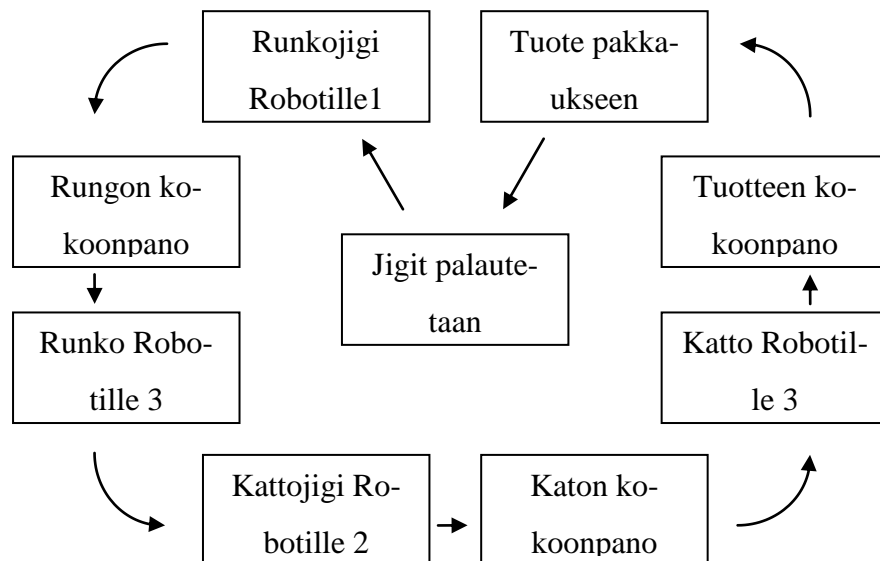 Runkojigi
Robotille1
Tuote pakka-
ukseen
Rungon ko-
koonpano
Tuotteen ko-
koonpano
Jigit palaute-
taan
Runko Robo-
tille 3
Katto Robotil-
le 3
Kattojigi Ro-
botille 2
Katon ko-
koonpano